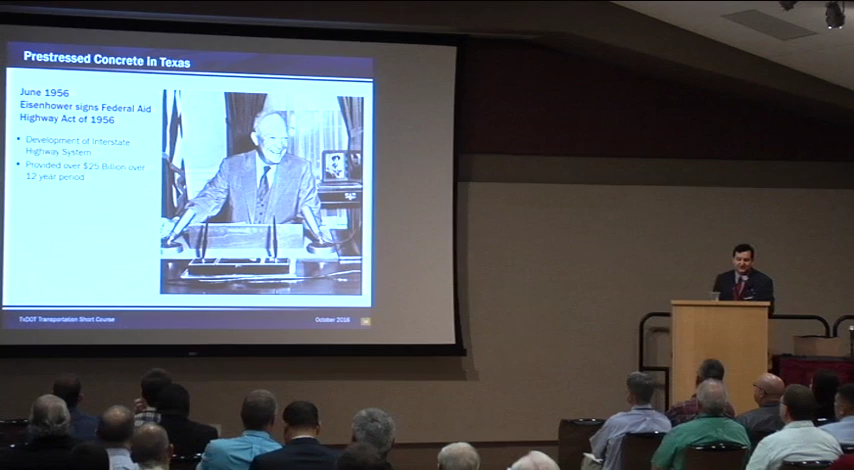 Prestressed Concrete in Texas
June 1956
Eisenhower signs Federal Aid
Highway Act of 1956
• Development of Interstate
Highway System
• Provided over $25 Billion over
12 year period
TxDOT Transportation Short Course
October 2016